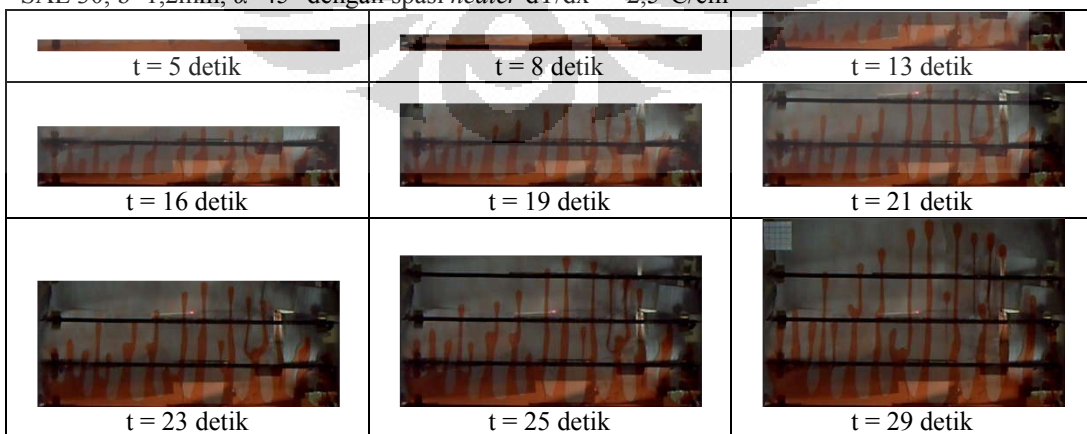 SAE 30, b=1,2mm, α=45° dengan spasi heater dT/dx = -2,5°C/cm
t = 5 detik
t = 8 detik
t = 13 detik
t = 16 detik
t = 19 detik
t = 21 detik
t = 23 detik
t = 25 detik
t = 29 detik